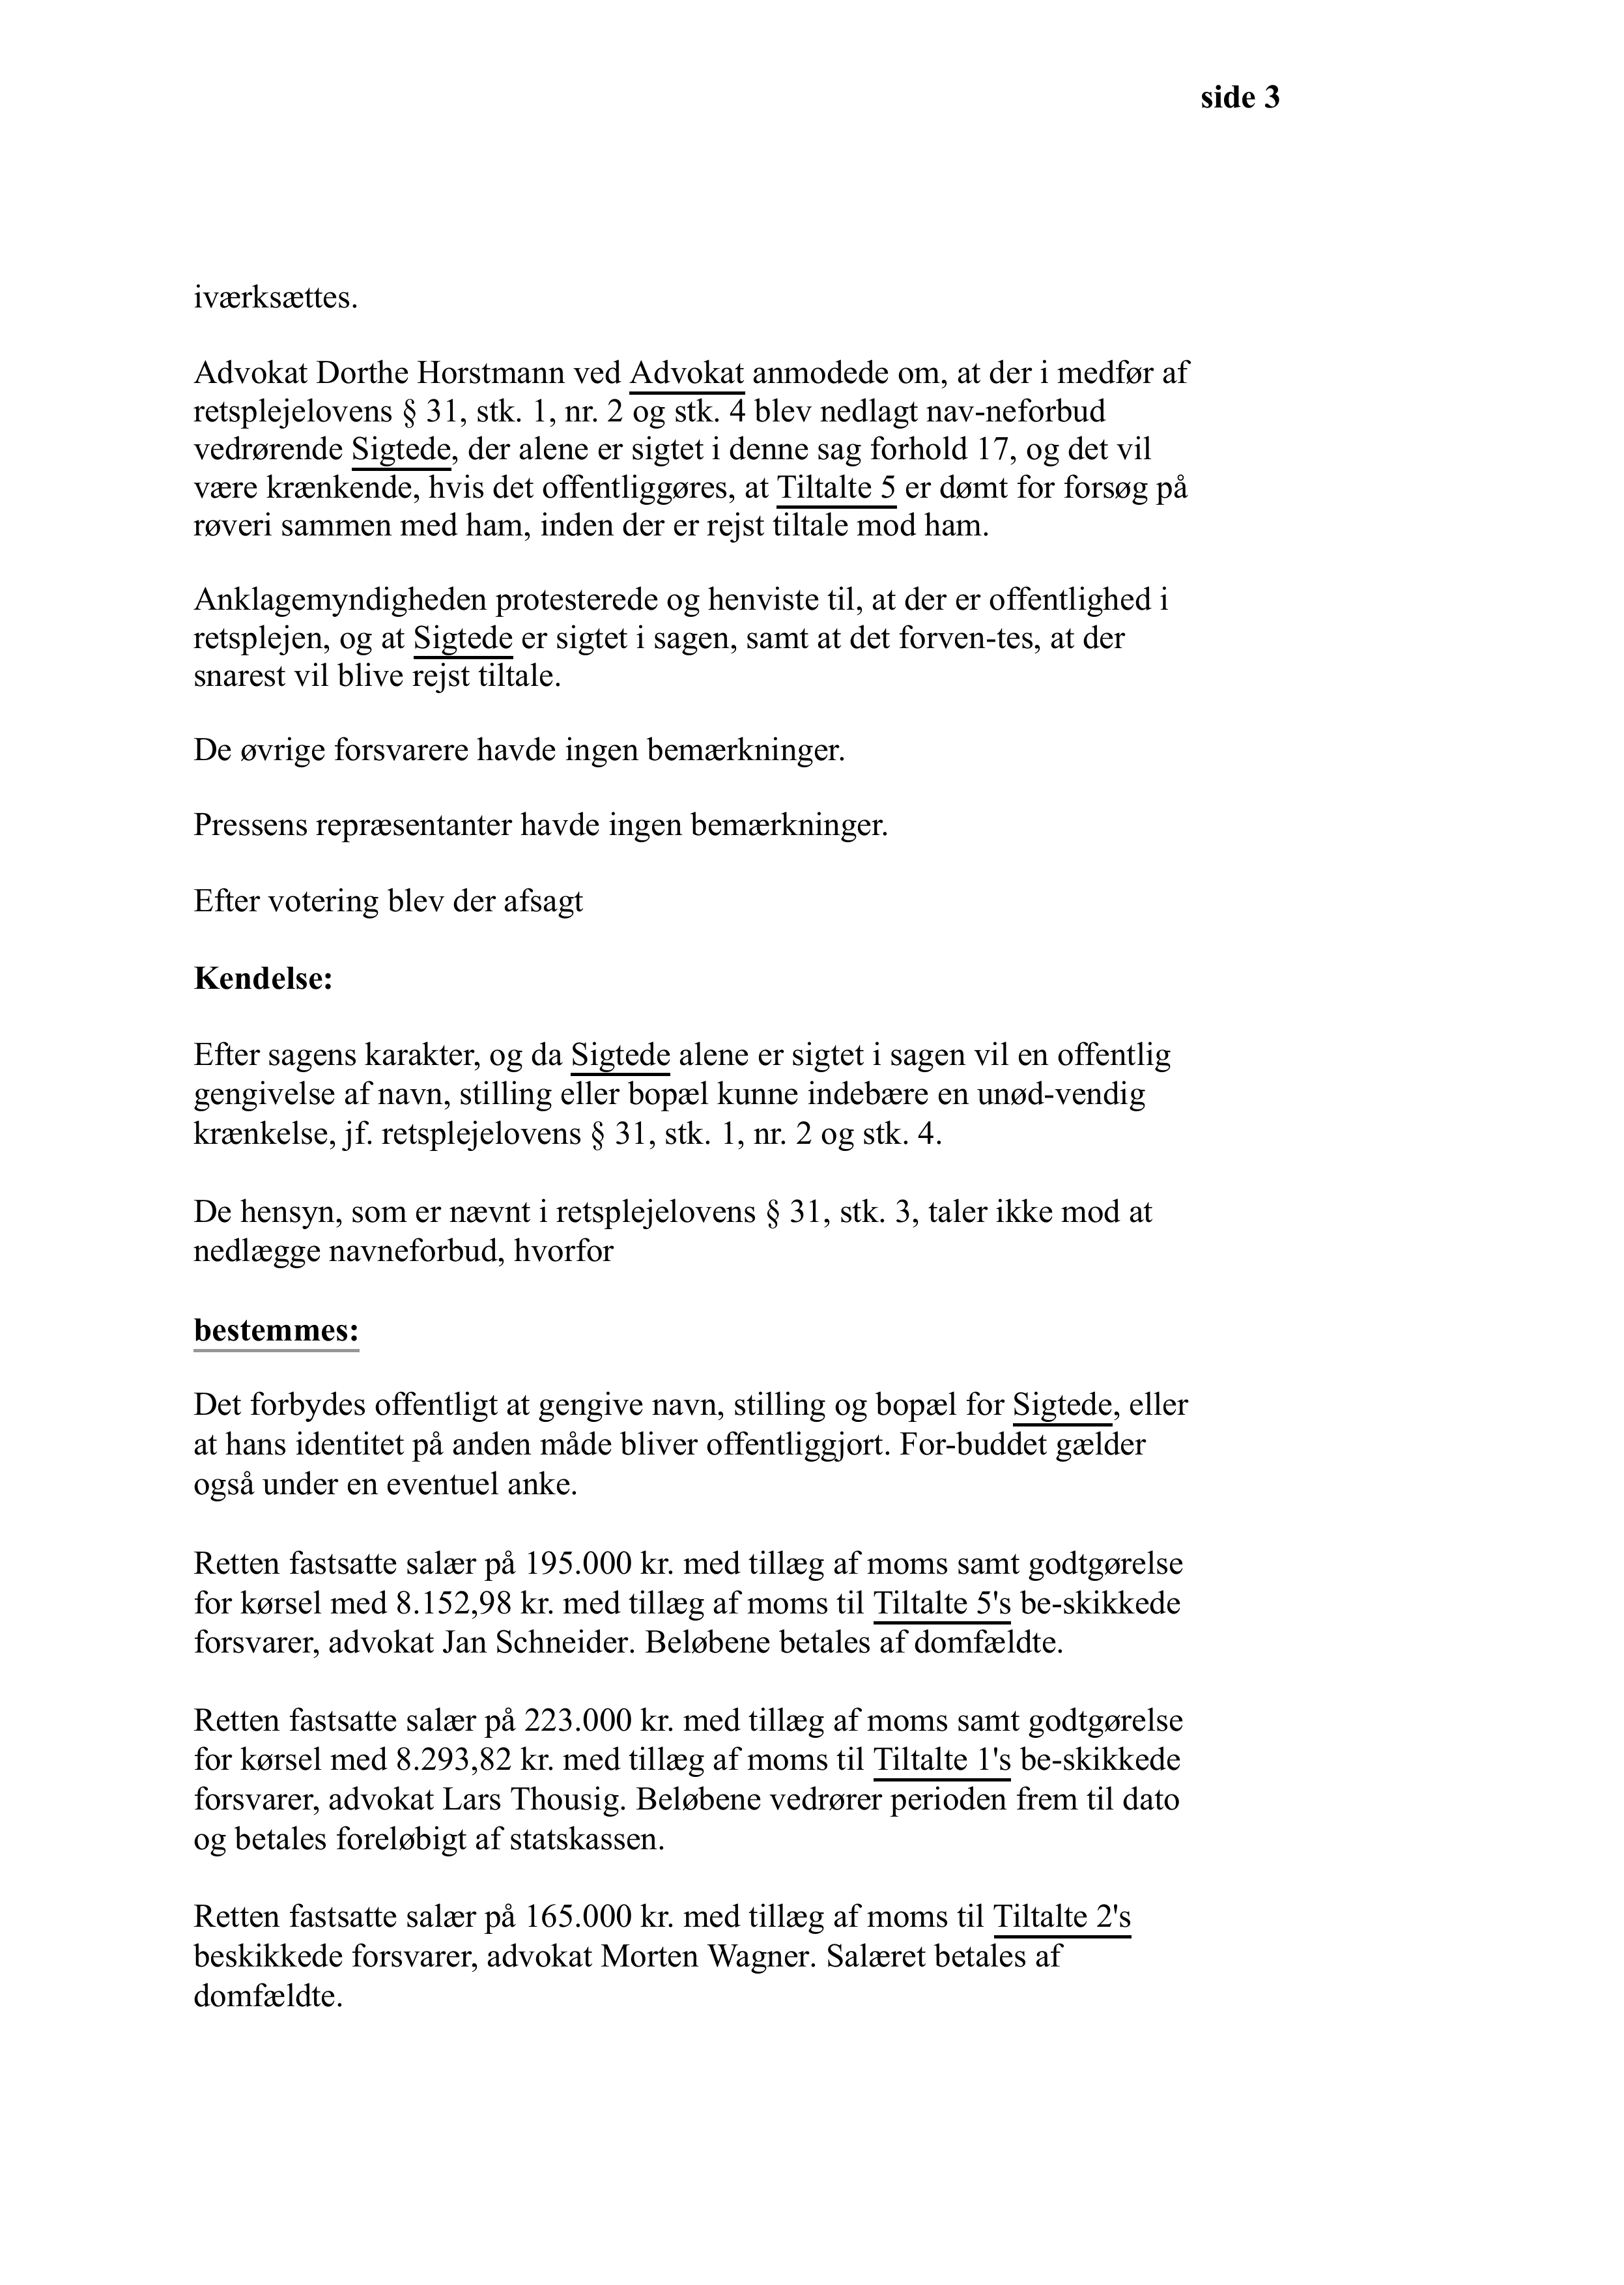 side 3
iværksættes.
Advokat Dorthe Horstmann ved Advokat anmodede om, at der i medfør af
retsplejelovens § 31, stk. 1, nr. 2 og stk. 4 blev nedlagt nav-neforbud
vedrørende Sigtede, der alene er sigtet i denne sag forhold 17, og det vil
være krænkende, hvis det offentliggøres, at Tiltalte 5 er dømt for forsøg på
røveri sammen med ham, inden der er rejst tiltale mod ham.
Anklagemyndigheden protesterede og henviste til, at der er offentlighed i
retsplejen, og at Sigtede er sigtet i sagen, samt at det forven-tes, at der
snarest vil blive rejst tiltale.
De øvrige forsvarere havde ingen bemærkninger.
Pressens repræsentanter havde ingen bemærkninger.
Efter votering blev der afsagt
Kendelse:
Efter sagens karakter, og da Sigtede alene er sigtet i sagen vil en offentlig
gengivelse af navn, stilling eller bopæl kunne indebære en unød-vendig
krænkelse, jf. retsplejelovens § 31, stk. 1, nr. 2 og stk. 4.
De hensyn, som er nævnt i retsplejelovens § 31, stk. 3, taler ikke mod at
nedlægge navneforbud, hvorfor
bestemmes:
Det forbydes offentligt at gengive navn, stilling og bopæl for Sigtede, eller
at hans identitet på anden måde bliver offentliggjort. For-buddet gælder
også under en eventuel anke.
Retten fastsatte salær på 195.000 kr. med tillæg af moms samt godtgørelse
for kørsel med 8.152,98 kr. med tillæg af moms til Tiltalte 5's be-skikkede
forsvarer, advokat Jan Schneider. Beløbene betales af domfældte.
Retten fastsatte salær på 223.000 kr. med tillæg af moms samt godtgørelse
for kørsel med 8.293,82 kr. med tillæg af moms til Tiltalte 1's be-skikkede
forsvarer, advokat Lars Thousig. Beløbene vedrører perioden frem til dato
og betales foreløbigt af statskassen.
Retten fastsatte salær på 165.000 kr. med tillæg af moms til Tiltalte 2's
beskikkede forsvarer, advokat Morten Wagner. Salæret betales af
domfældte.